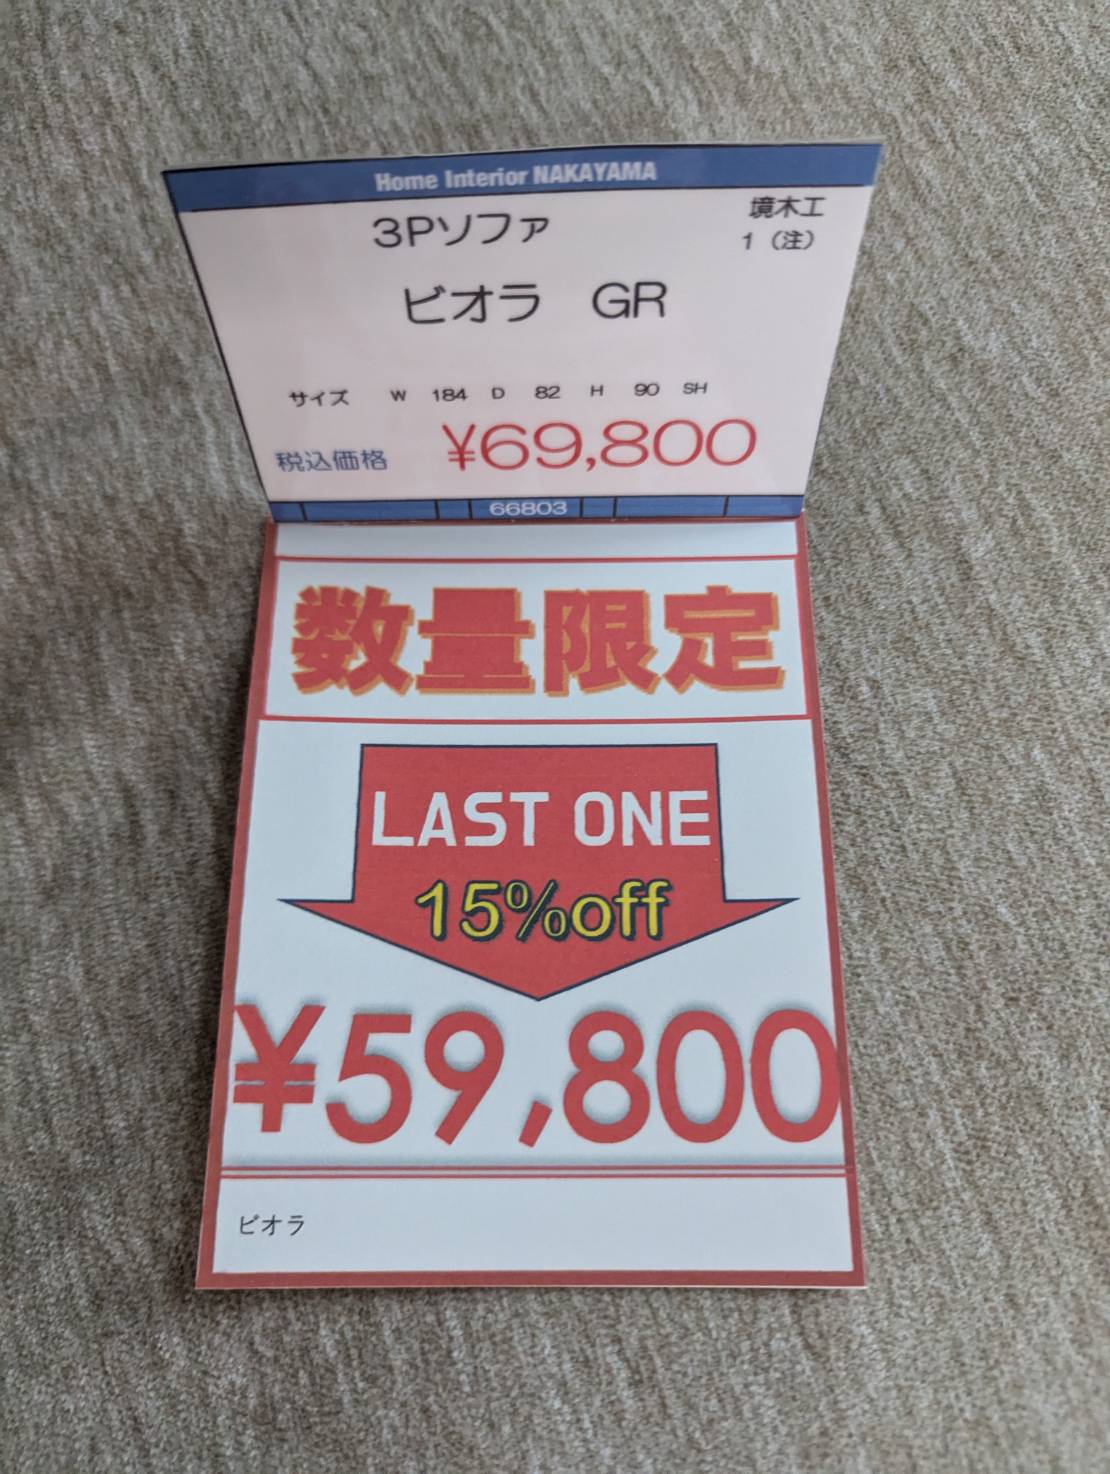 Home Interior NAKAYAMA
3Pソファ
境木工
1（注）
ビオラ　GR
サイズ W 184 D 82 H 90 SH
税込価格 ¥69,800
66803
数量限定
LAST ONE
15%off
¥59,800
ビオラ